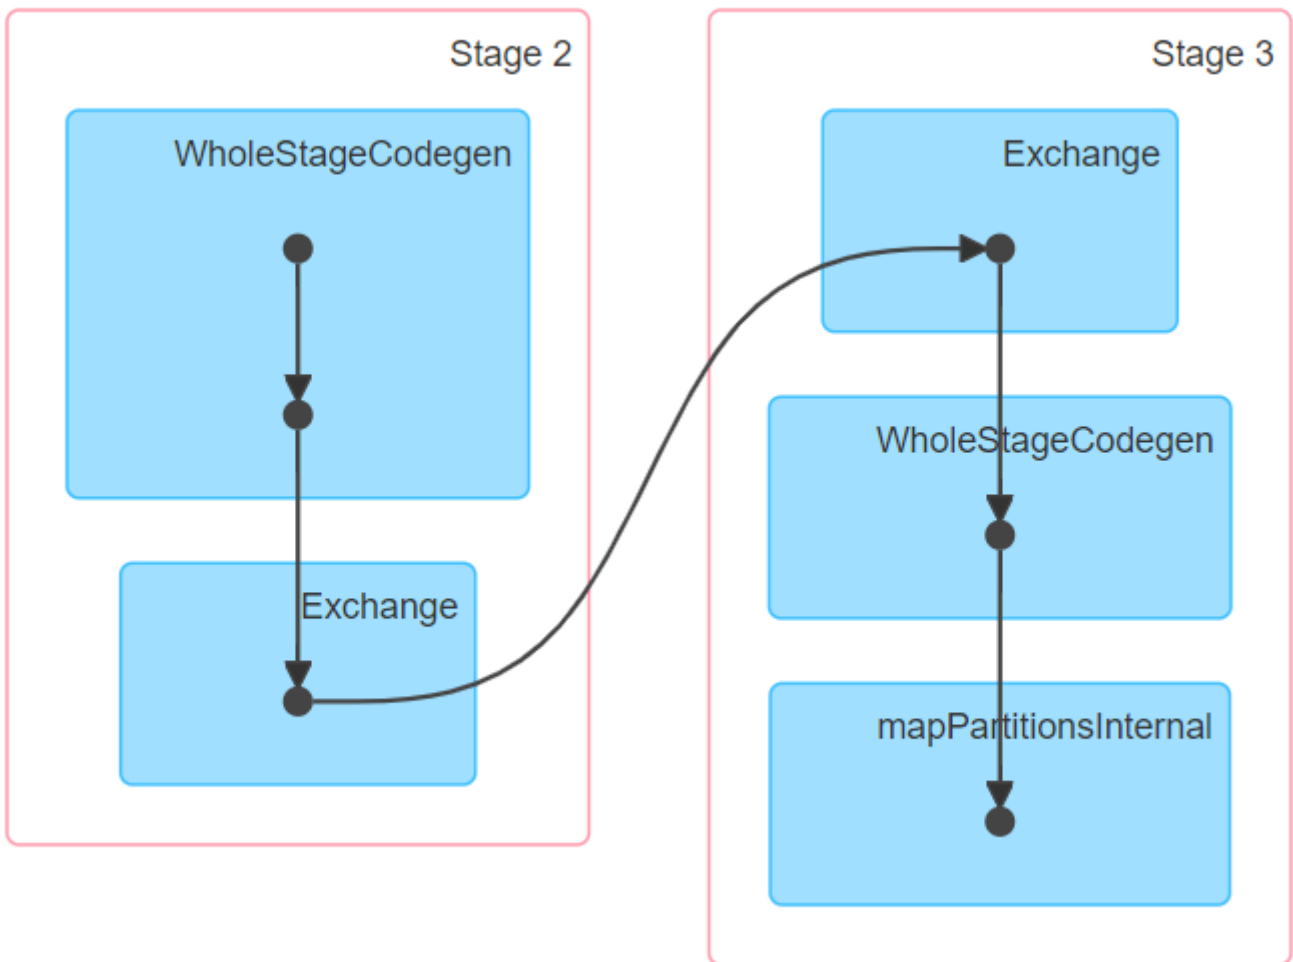 Stage 2
WholeStageCodegen
Exchange
Stage 3
Exchange
WholeStageCodegen
mapPartitionsInternal